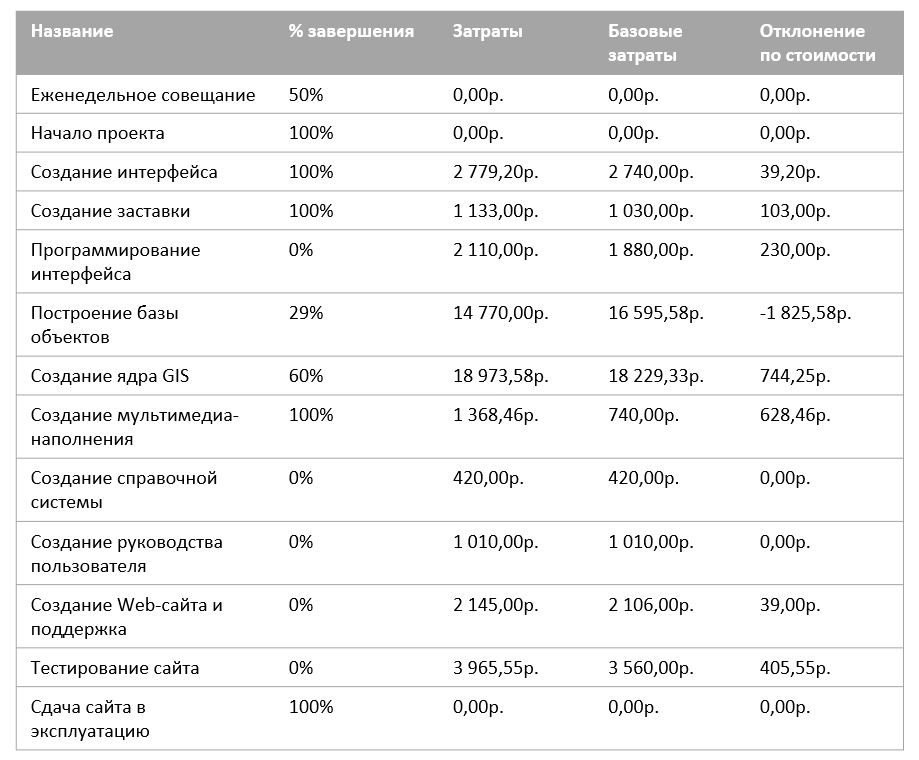 Название % завершения Затраты Базовые Отклонение
затраты по стоимости
Еженедельное совещание 50% 0,00р. 0,00р. 0,00р.
Начало проекта 100% 0,00р. 0,00р. 0,00р.
Создание интерфейса 100% 2 779,20р. 2 740,00р. 39,20р.
Создание заставки 100% 1 133,00р. 1 030,00р. 103,00р.
Программирование 0% 2 110,00р. 1 880,00р. 230,00р.
интерфейса
Построение базы 29% 14 770,00р. 16 595,58р. -1 825,58р.
объектов
Создание ядра GIS 60% 18 973,58р. 18 229,33р. 744,25р.
Создание мультимедиа- 100% 1 368,46р. 740,00р. 628,46р.
наполнения
Создание справочной 0% 420,00р. 420,00р. 0,00р.
системы
Создание руководства 0% 1 010,00р. 1 010,00р. 0,00р.
пользователя
Создание Web-сайта и 0% 2 145,00р. 2 106,00р. 39,00р.
поддержка
Тестирование сайта 0% 3 965,55р. 3 560,00р. 405,55р.
Сдача сайта в 100% 0,00р. 0,00р. 0,00р.
эксплуатацию